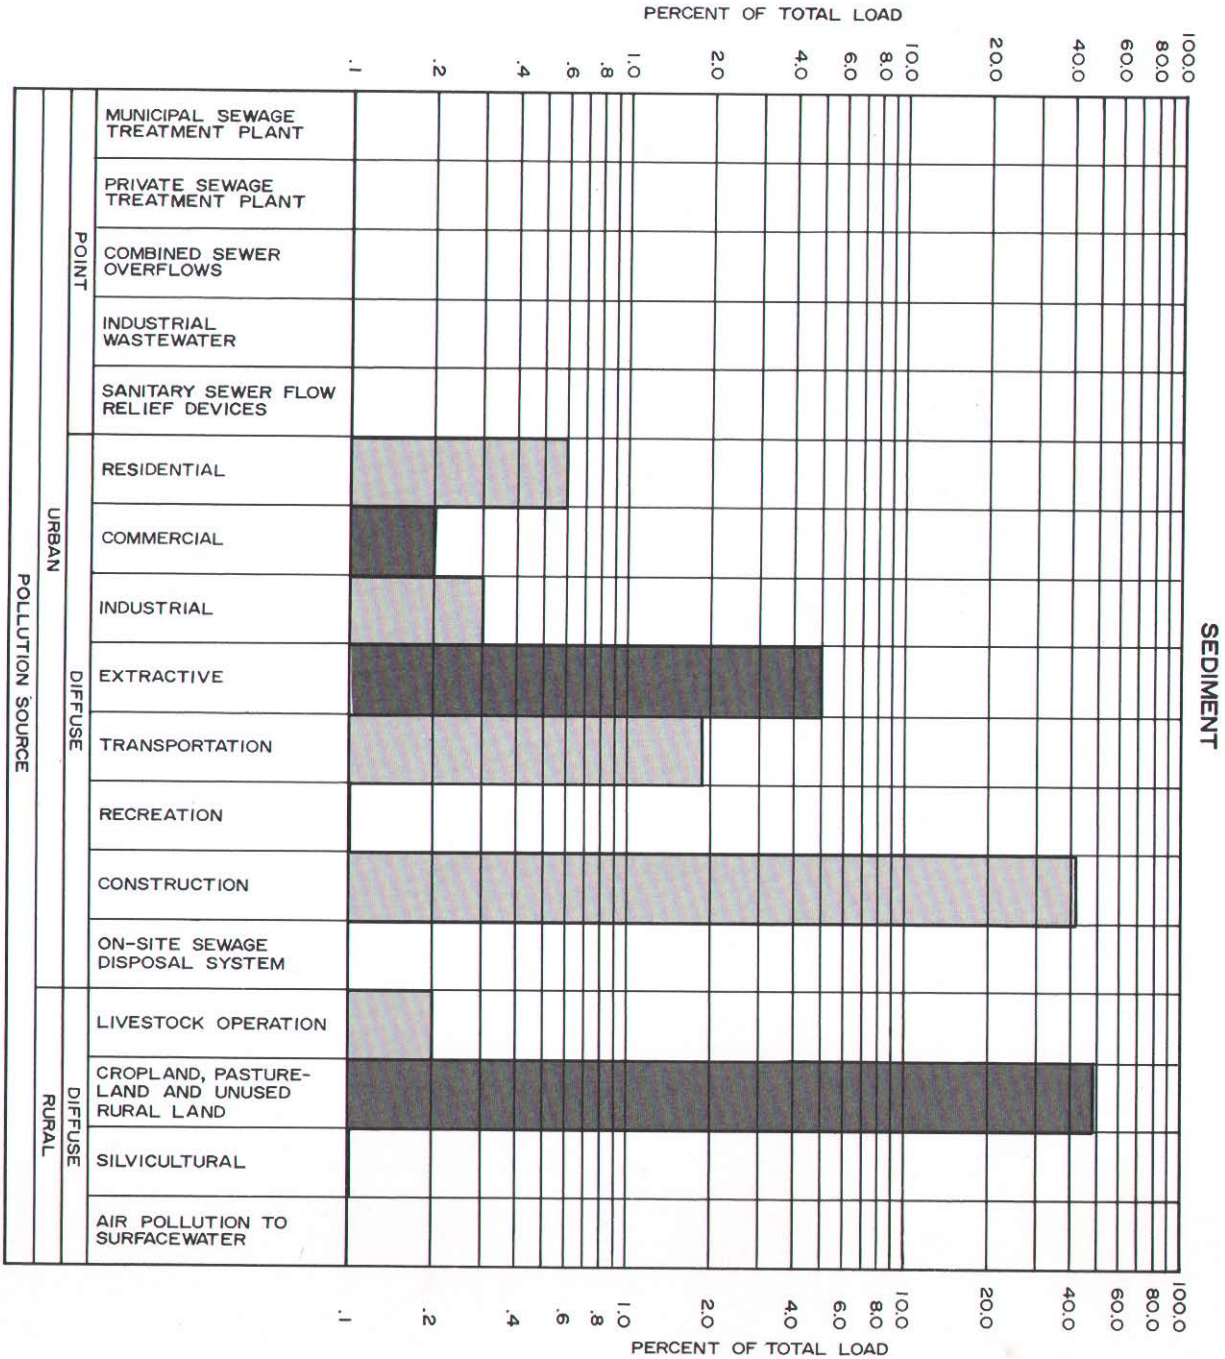 PERCENT OF TOTAL LOAD
.1
.2
.4
.6
.8
1.0
2.0
4.0
6.0
8.0
10.0
20.0
40.0
60.0
80.0
100.0
SEDIMENT
POLLUTION SOURCE
URBAN
POINT
MUNICIPAL SEWAGE
TREATMENT PLANT
PRIVATE SEWAGE
TREATMENT PLANT
COMBINED SEWER
OVERFLOWS
INDUSTRIAL
WASTEWATER
SANITARY SEWER FLOW
RELIEF DEVICES
DIFFUSE
RESIDENTIAL
COMMERCIAL
INDUSTRIAL
EXTRACTIVE
TRANSPORTATION
RECREATION
CONSTRUCTION
ON-SITE SEWAGE
DISPOSAL SYSTEM
RURAL
DIFFUSE
LIVESTOCK OPERATION
CROPLAND, PASTURE-
LAND AND UNUSED
RURAL LAND
SILVICULTURAL
AIR POLLUTION TO
SURFACEWATER
.1
.2
.4
.6
.8
1.0
2.0
4.0
6.0
8.0
10.0
20.0
40.0
60.0
80.0
100.0
PERCENT OF TOTAL LOAD